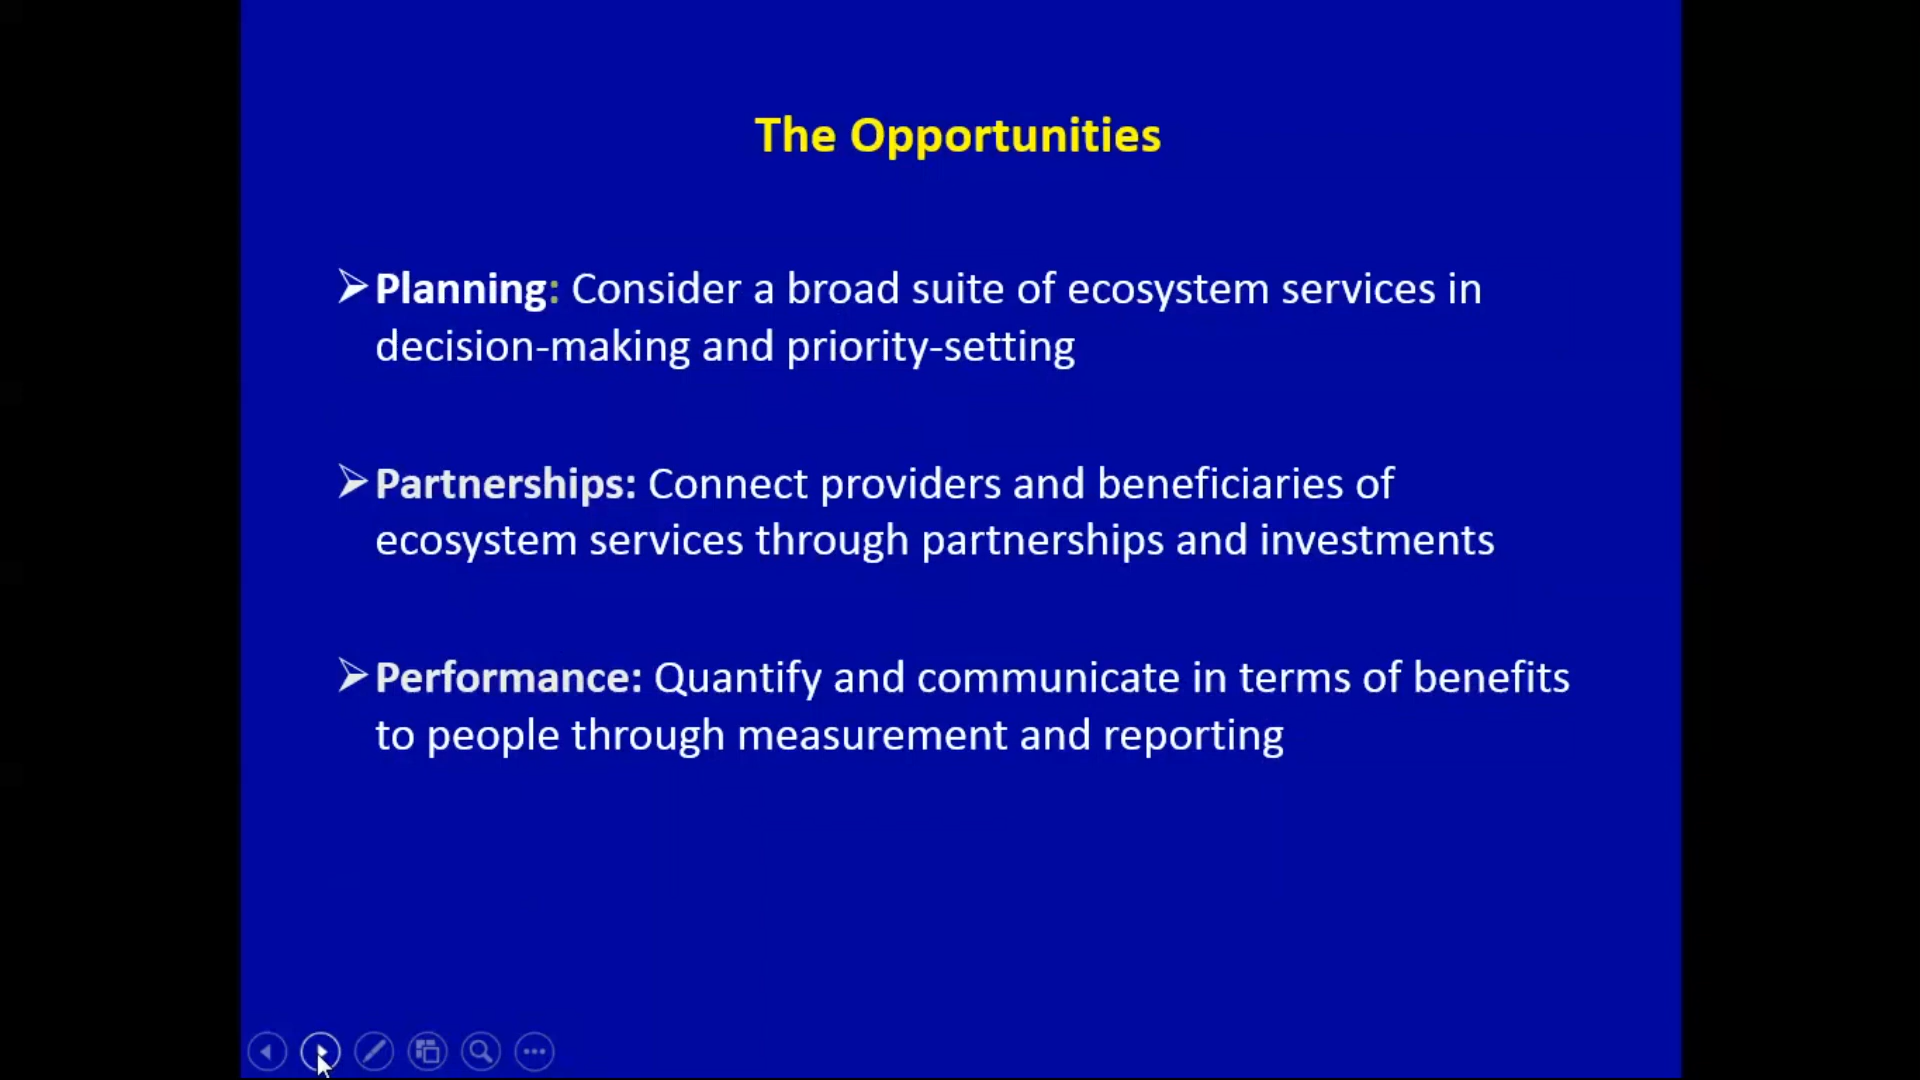 The Opportunities
Planning: Consider a broad suite of ecosystem services in
decision-making and priority-setting
Partnerships: Connect providers and beneficiaries of
ecosystem services through partnerships and investments
Performance: Quantify and communicate in terms of benefits
to people through measurement and reporting